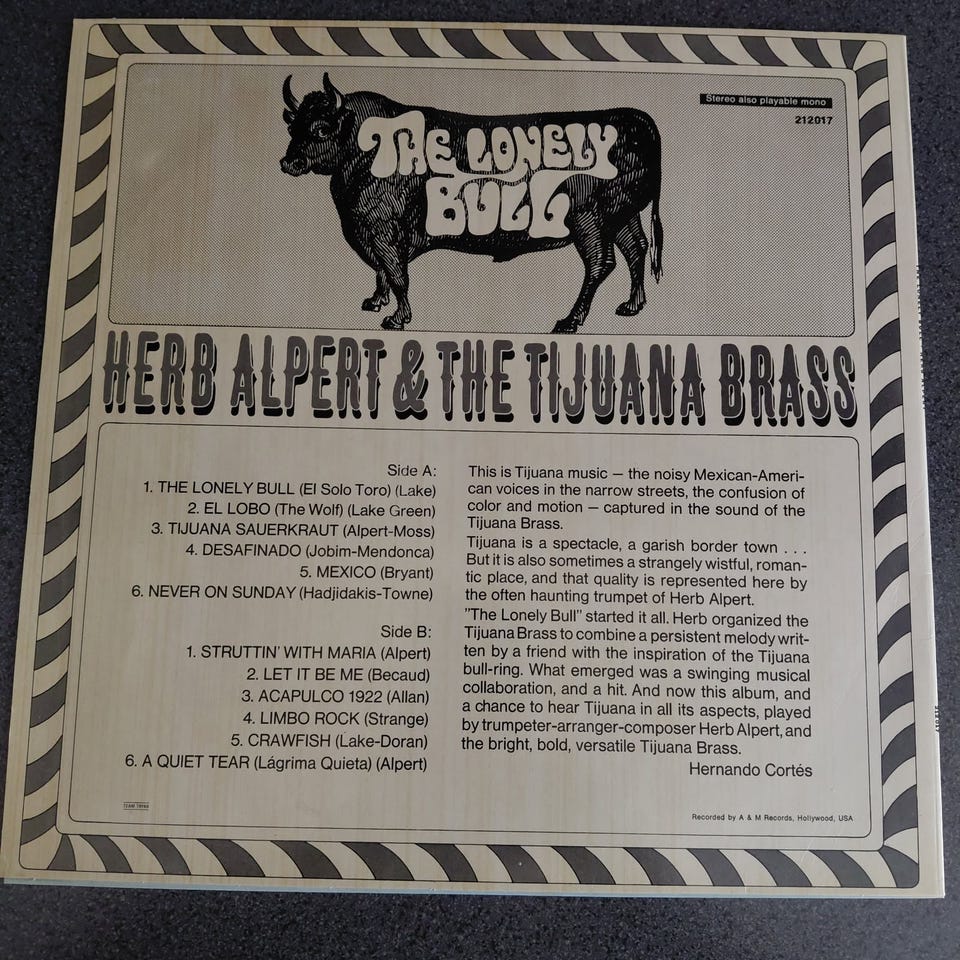 Stereo also playable mono
212017
THE LONELY
BULL
HERB ALPERT & THE TIJUANA BRASS
Side A:
1. THE LONELY BULL (El Solo Toro) (Lake)
2. EL LOBO (The Wolf) (Lake Green)
3. TIJUANA SAUERKRAUT (Alpert-Moss)
4. DESAFINADO (Jobim-Mendonca)
5. MEXICO (Bryant)
6. NEVER ON SUNDAY (Hadjidakis-Towne)
Side B:
1. STRUTTIN' WITH MARIA (Alpert)
2. LET IT BE ME (Becaud)
3. ACAPULCO 1922 (Allan)
4. LIMBO ROCK (Strange)
5. CRAWFISH (Lake-Doran)
6. A QUIET TEAR (Lágrima Quieta) (Alpert)
This is Tijuana music — the noisy Mexican-Ameri-
can voices in the narrow streets, the confusion of
color and motion — captured in the sound of the
Tijuana Brass.
Tijuana is a spectacle, a garish border town . . .
But it is also sometimes a strangely wistful, roman-
tic place, and that quality is represented here by
the often haunting trumpet of Herb Alpert.
"The Lonely Bull" started it all. Herb organized the
Tijuana Brass to combine a persistent melody writ-
ten by a friend with the inspiration of the Tijuana
bull-ring. What emerged was a swinging musical
collaboration, and a hit. And now this album, and
a chance to hear Tijuana in all its aspects, played
by trumpeter-arranger-composer Herb Alpert, and
the bright, bold, versatile Tijuana Brass.
Hernando Cortés
Recorded by A & M Records, Hollywood, USA